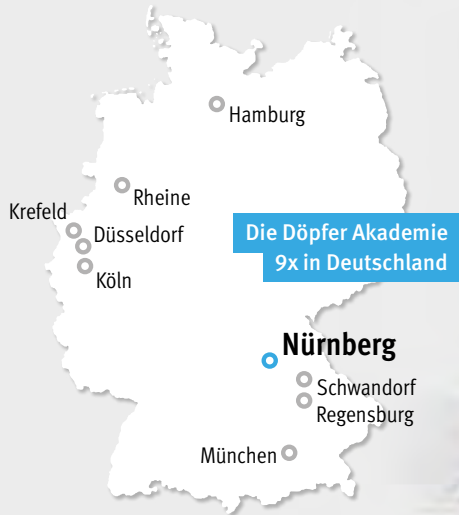 Hamburg
Rheine
Krefeld
Düsseldorf
Köln
Die Döpfer Akademie
9x in Deutschland
Nürnberg
Schwandorf
Regensburg
München